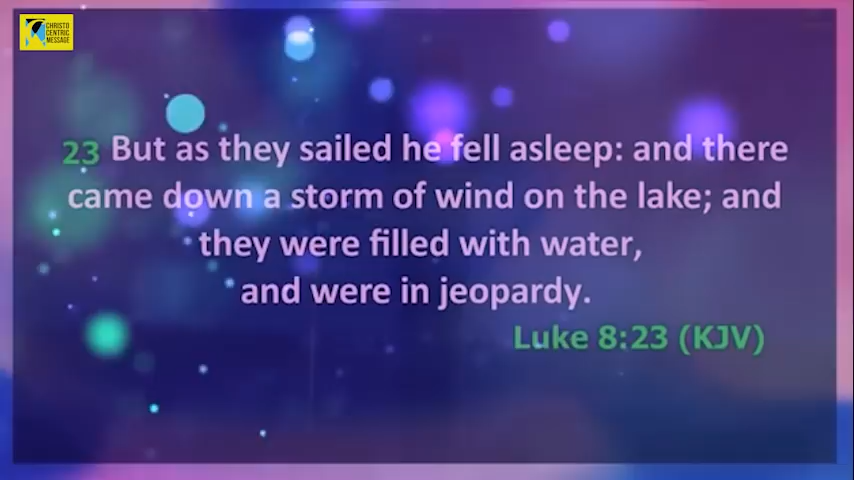 CHRISTO
CENTRIC
MESSAGE
23 But as they sailed he fell asleep: and there
came down a storm of wind on the lake; and
they were filled with water,
and were in jeopardy.
Luke 8:23 (KJV)